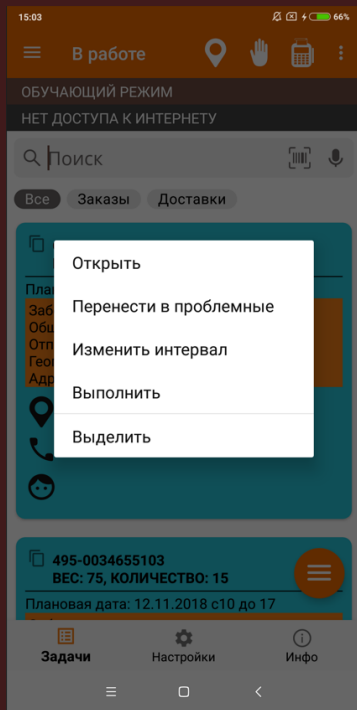 15:03
66%
В работе
ОБУЧАЮЩИЙ РЕЖИМ
НЕТ ДОСТУПА К ИНТЕРНЕТУ
Поиск
Все Заказы Доставки
Открыть
Перенести в проблемные
Изменить интервал
Выполнить
Выделить
495-0034655103
ВЕС: 75, КОЛИЧЕСТВО: 15
Плановая дата: 12.11.2018 с10 до 17
Задачи Настройки Инфо